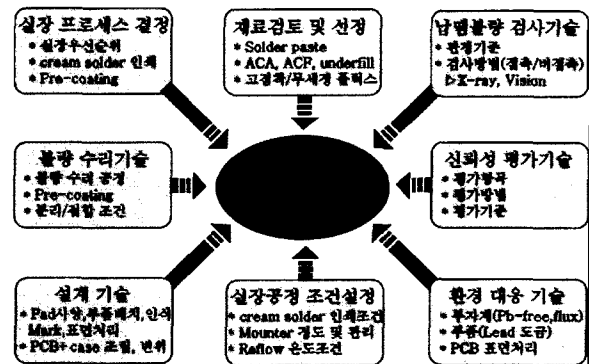 실장 프로세스 결정
* 실장우선순위
* cream solder 인쇄
* Pre-coating
재료검토 및 선정
* Solder paste
* ACA, ACF, underfill
* 고점착/무세정 플럭스
납땜불량 검사기술
* 판정기준
* 검사방법(접촉/비접촉)
▷X-ray, Vision
불량 수리기술
* 불량 수리 공정
* Pre-coating
* 분리/접합 조건
신뢰성 평가기술
* 평가항목
* 평가방법
* 평가기준
설계 기술
* Pad사양,부품배치,인식
Mark,표면처리
* PCB+case 조립, 변위
실장공정 조건설정
* cream solder 인쇄조건
* Mounter 정도 및 관리
* Reflow 온도조건
환경 대응 기술
* 부자재(Pb-free,flux)
* 부품(Lead 도금)
* PCB 표면처리